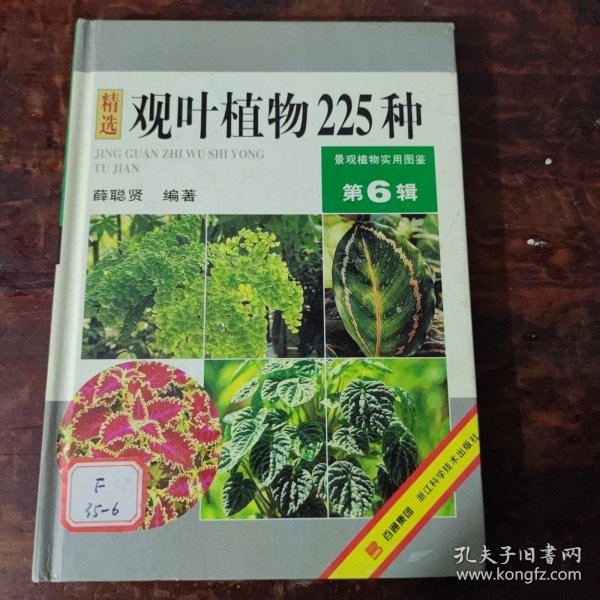 精选
观叶植物225种
JING GUAN ZHI WU SHI YONG
TU JIAN
景观植物实用图鉴
第6辑
薛聪贤 编著
F
35-6
百通集团 浙江科学技术出版社
孔夫子旧书网
www.kongfz.com